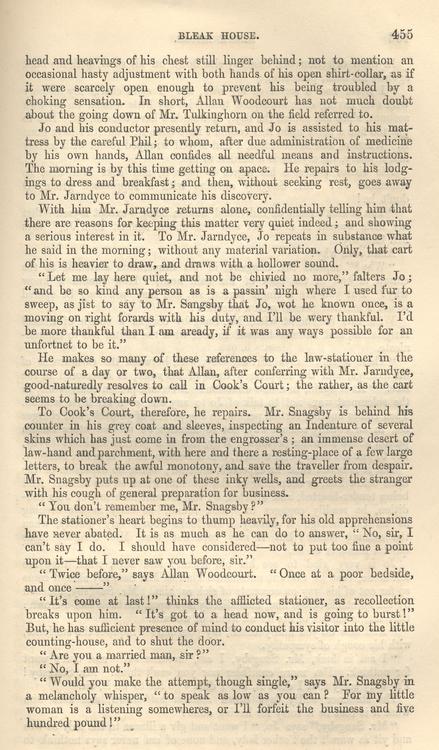 BLEAK HOUSE. 455
head and heavings of his chest still linger behind; not to mention an
occasional hasty adjustment with both hands of his open shirt-collar, as if
it were scarcely open enough to prevent his being troubled by a
choking sensation. In short, Allan Woodcourt has not much doubt
about the going down of Mr. Tulkinghorn on the field referred to.
Jo and his conductor presently return, and Jo is assisted to his mat-
tress by the careful Phil; to whom, after due administration of medicine
by his own hands, Allan confides all needful means and instructions.
The morning is by this time getting on apace. He repairs to his lodg-
ings to dress and breakfast; and then, without seeking rest, goes away
to Mr. Jarndyce to communicate his discovery.
With him Mr. Jarndyce returns alone, confidentially telling him that
there are reasons for keeping this matter very quiet indeed; and showing
a serious interest in it. To Mr. Jarndyce, Jo repeats in substance what
he said in the morning; without any material variation. Only, that cart
of his is heavier to draw, and draws with a hollower sound.
"Let me lay here quiet, and not be chivied no more," falters Jo;
"and be so kind any person as is a passin' nigh where I used fur to
sweep, as jist to say to Mr. Sangsby that Jo, wot he known once, is a
moving on right forards with his duty, and I'll be wery thankful. I'd
be more thankful than I am aready, if it was any ways possible for an
unfortnet to be it."
He makes so many of these references to the law-stationer in the
course of a day or two, that Allan, after conferring with Mr. Jarndyce,
good-naturedly resolves to call in Cook's Court; the rather, as the cart
seems to be breaking down.
To Cook's Court, therefore, he repairs. Mr. Snagsby is behind his
counter in his grey coat and sleeves, inspecting an Indenture of several
skins which has just come in from the engrosser's; an immense desert of
law-hand and parchment, with here and there a resting-place of a few large
letters, to break the awful monotony, and save the traveller from despair.
Mr. Snagsby puts up at one of these inky wells, and greets the stranger
with his cough of general preparation for business.
"You don't remember me, Mr. Snagsby?"
The stationer's heart begins to thump heavily, for his old apprehensions
have never abated. It is as much as he can do to answer, "No, sir, I
can't say I do. I should have considered—not to put too fine a point
upon it—that I never saw you before, sir."
"Twice before," says Allan Woodcourt. "Once at a poor bedside,
and once ——"
"It's come at last!" thinks the afflicted stationer, as recollection
breaks upon him. "It's got to a head now, and is going to burst!"
But, he has sufficient presence of mind to conduct his visitor into the little
counting-house, and to shut the door.
"Are you a married man, sir?"
"No, I am not."
"Would you make the attempt, though single," says Mr. Snagsby in
a melancholy whisper, "to speak as low as you can? For my little
woman is a listening somewheres, or I'll forfeit the business and five
hundred pound!"